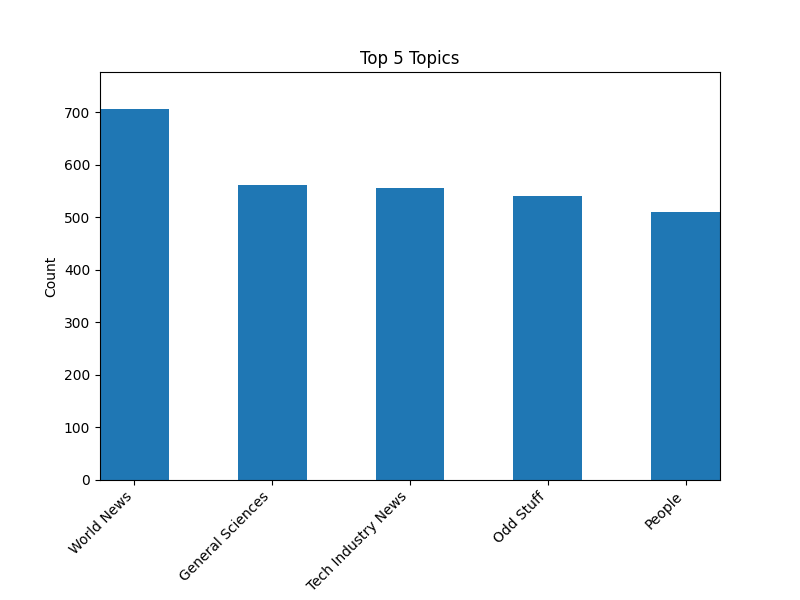 Top 5 Topics
Count
700
600
500
400
300
200
100
0
World News
General Sciences
Tech Industry News
Odd Stuff
People